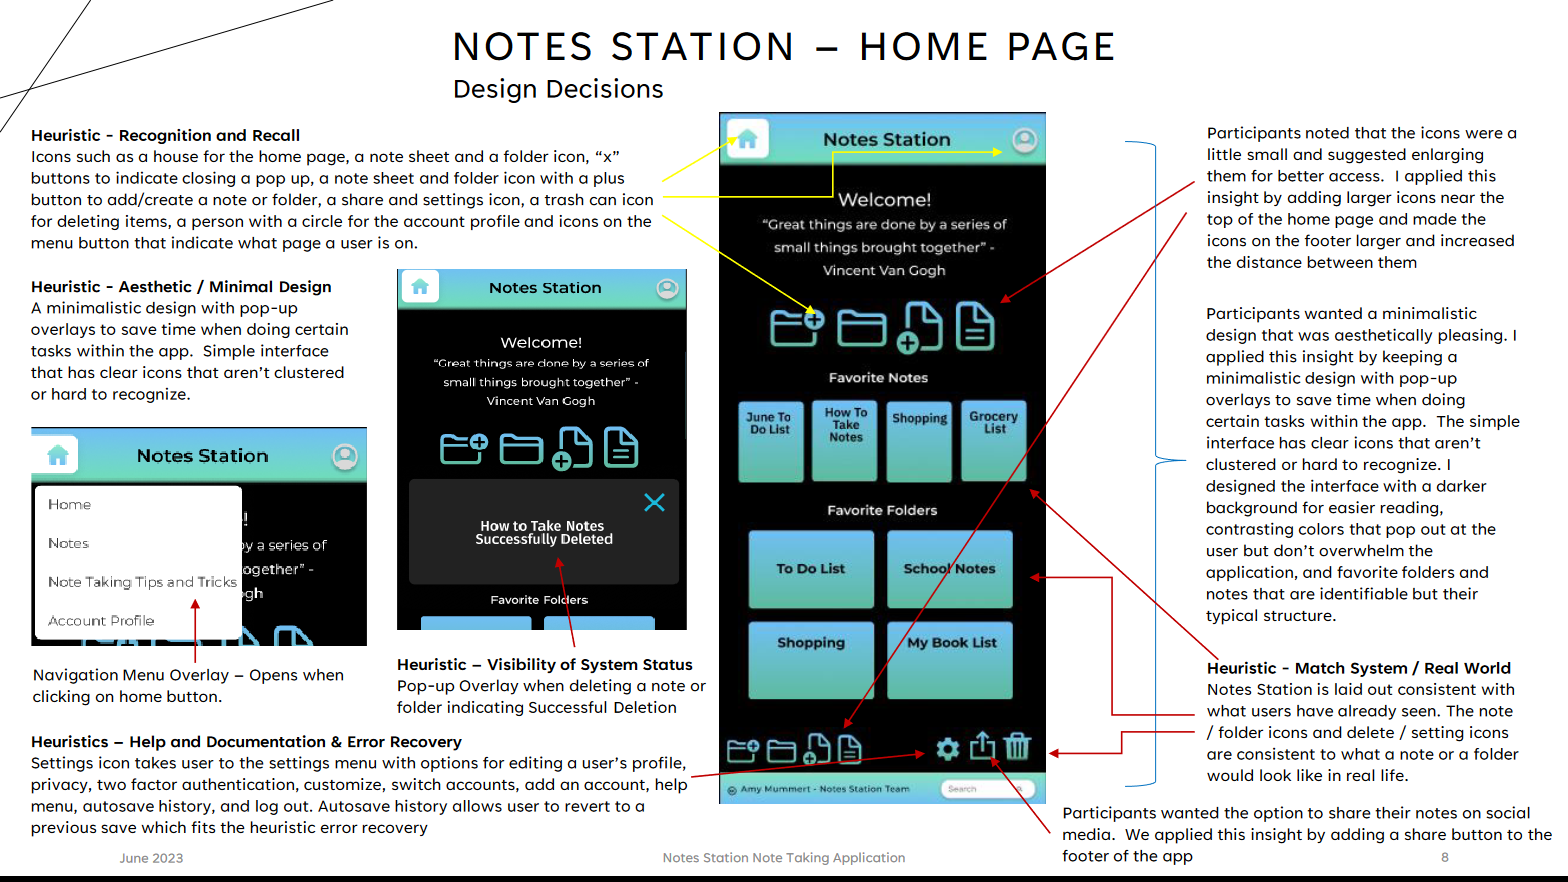 NOTES STATION – HOME PAGE
Design Decisions
Heuristic - Recognition and Recall
Icons such as a house for the home page, a note sheet and a folder icon, “x”
buttons to indicate closing a pop up, a note sheet and folder icon with a plus
button to add/create a note or folder, a share and settings icon, a trash can icon
for deleting items, a person with a circle for the account profile and icons on the
menu button that indicate what page a user is on.
Heuristic - Aesthetic / Minimal Design
A minimalistic design with pop-up
overlays to save time when doing certain
tasks within the app.  Simple interface
that has clear icons that aren’t clustered
or hard to recognize.
Notes Station
Home
Notes
Note Taking Tips and Tricks
Account Profile
!
by a series of
ogether” -
gh
Navigation Menu Overlay – Opens when
clicking on home button.
Notes Station
Welcome!
“Great things are done by a series of
small things brought together” -
Vincent Van Gogh
How to Take Notes
Successfully Deleted
Favorite Folders
Heuristic – Visibility of System Status
Pop-up Overlay when deleting a note or
folder indicating Successful Deletion
Heuristics – Help and Documentation & Error Recovery
Settings icon takes user to the settings menu with options for editing a user’s profile,
privacy, two factor authentication, customize, switch accounts, add an account, help
menu, autosave history, and log out. Autosave history allows user to revert to a
previous save which fits the heuristic error recovery
Notes Station
Welcome!
“Great things are done by a series of
small things brought together” -
Vincent Van Gogh
Favorite Notes
June To
Do List
How To
Take
Notes
Shopping
Grocery
List
Favorite Folders
To Do List
School Notes
Shopping
My Book List
© Amy Mummert - Notes Station Team
Search
Participants noted that the icons were a
little small and suggested enlarging
them for better access.  I applied this
insight by adding larger icons near the
top of the home page and made the
icons on the footer larger and increased
the distance between them
Participants wanted a minimalistic
design that was aesthetically pleasing. I
applied this insight by keeping a
minimalistic design with pop-up
overlays to save time when doing
certain tasks within the app.  The simple
interface has clear icons that aren’t
clustered or hard to recognize. I
designed the interface with a darker
background for easier reading,
contrasting colors that pop out at the
user but don’t overwhelm the
application, and favorite folders and
notes that are identifiable but their
typical structure.
Heuristic - Match System / Real World
Notes Station is laid out consistent with
what users have already seen. The note
/ folder icons and delete / setting icons
are consistent to what a note or a folder
would look like in real life.
Participants wanted the option to share their notes on social
media.  We applied this insight by adding a share button to the
footer of the app
June 2023
Notes Station Note Taking Application
8